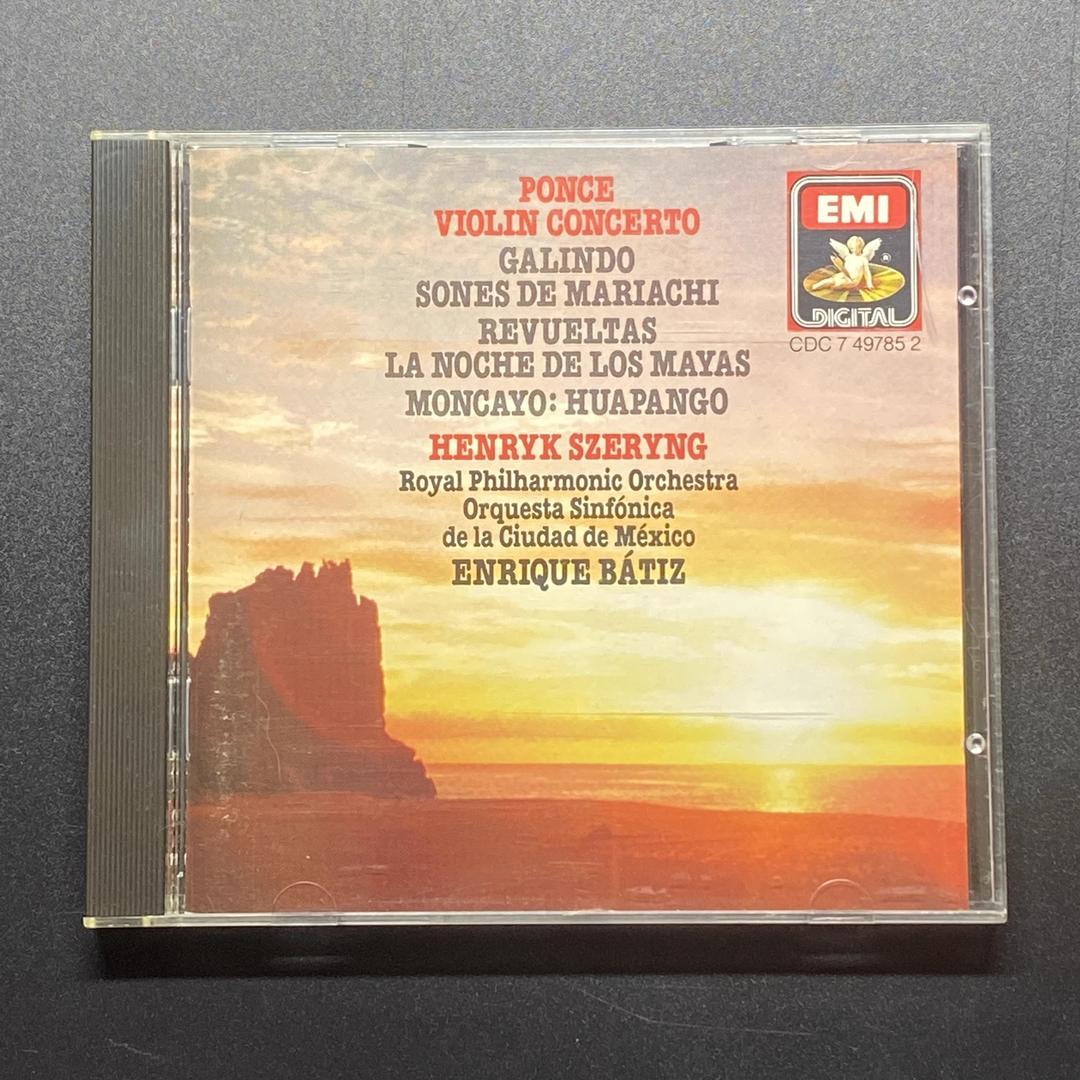 PONCE
VIOLIN CONCERTO
GALINDO
SONES DE MARIACHI
REVUELTAS
LA NOCHE DE LOS MAYAS
MONCAYO: HUAPANGO
HENRYK SZERYNG
Royal Philharmonic Orchestra
Orquesta Sinfónica
de la Ciudad de México
ENRIQUE BÁTIZ
EMI
®
DIGITAL
CDC 7 49785 2